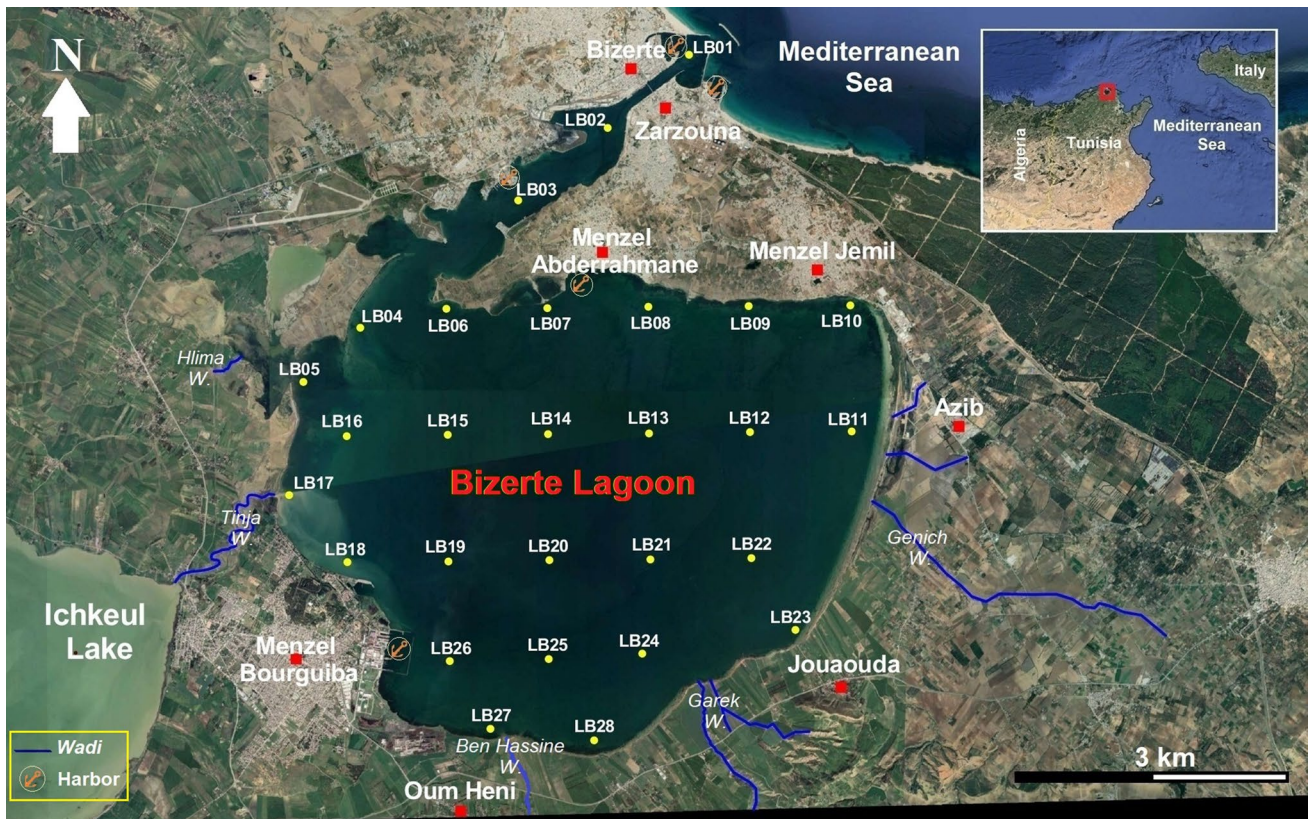 N
Bizerte
LB01
Mediterranean
Sea
Italy
Algeria
Tunisia
Mediterranean
Sea
LB02
Zarzouna
LB03
Menzel
Abderrahmane
Menzel Jemil
LB04
LB06
LB07
LB08
LB09
LB10
Hlima
W.
LB05
LB16
LB15
LB14
LB13
LB12
LB11
Azib
LB17
Bizerte Lagoon
Tinja
W
Genich
W.
LB18
LB19
LB20
LB21
LB22
Ichkeul
Lake
LB23
Menzel
Bourguiba
LB26
LB25
LB24
Jouaouda
Garek
W.
LB27
LB28
Ben Hassine
W.
Oum Heni
Wadi
Harbor
3 km